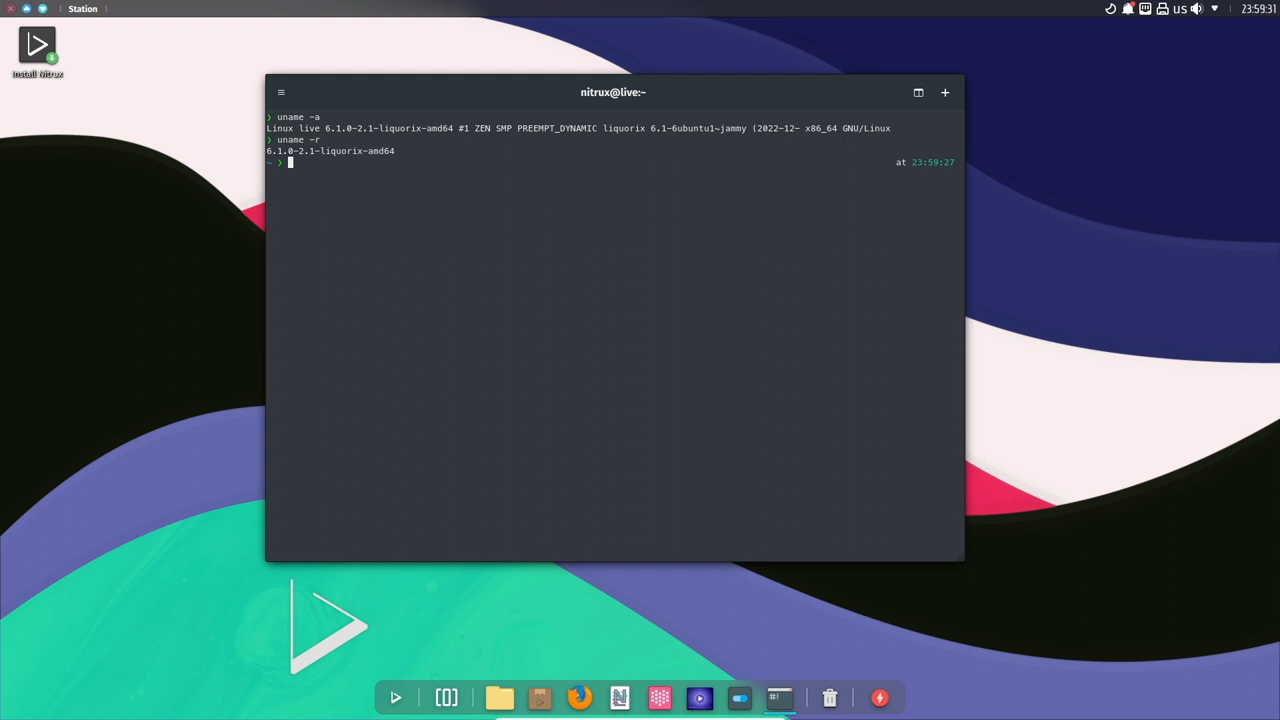 Station
us
23:59:31
Install Nitrux
nitrux@live:~
❯ uname -a
Linux live 6.1.0-2.1-liquorix-amd64 #1 ZEN SMP PREEMPT_DYNAMIC liquorix 6.1-6ubuntu1~jammy (2022-12- x86_64 GNU/Linux
❯ uname -r
6.1.0-2.1-liquorix-amd64
~ ❯ at 23:59:27
#!